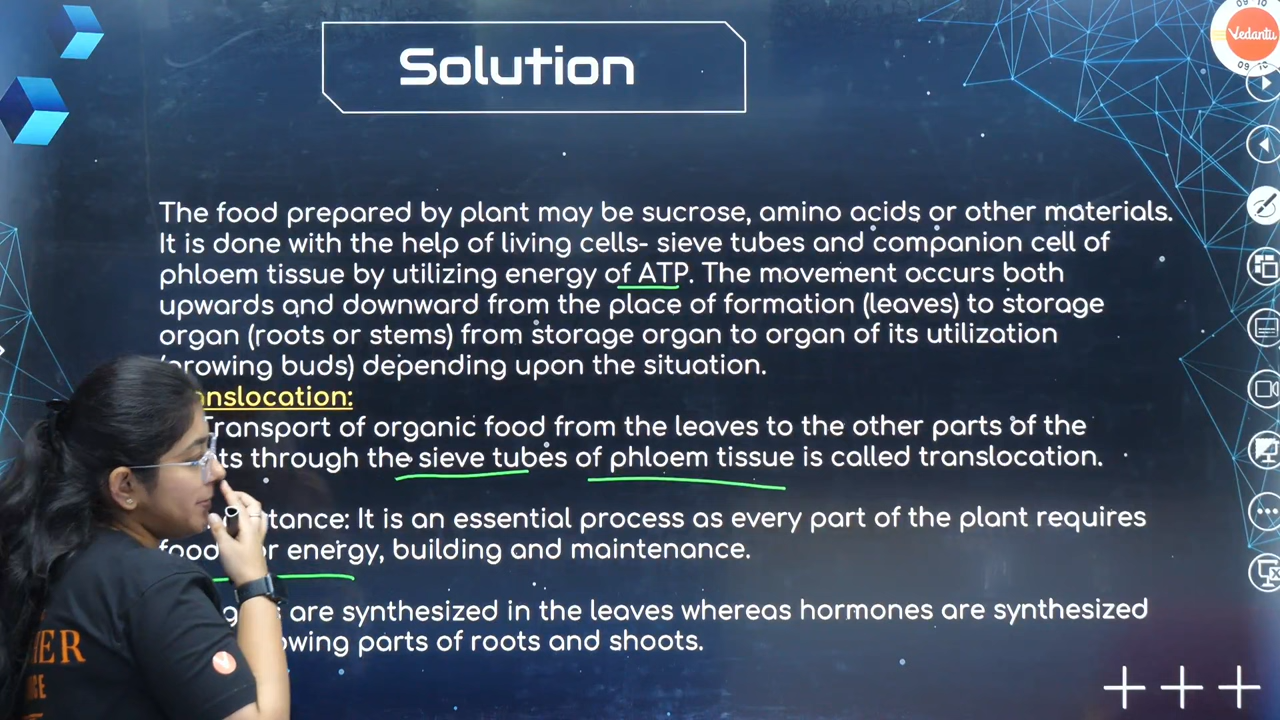 Solution
Vedantu
09 10
09 10
The food prepared by plant may be sucrose, amino acids or other materials.
It is done with the help of living cells- sieve tubes and companion cell of
phloem tissue by utilizing energy of ATP. The movement occurs both
upwards and downward from the place of formation (leaves) to storage
organ (roots or stems) from storage organ to organ of its utilization
buds) depending upon the situation.
Transport of organic food from the leaves to the other parts of the
through the sieve tubes of phloem tissue is called translocation.
It is an essential process as every part of the plant requires
food energy, building and maintenance.
are synthesized in the leaves whereas hormones are synthesized
parts of roots and shoots.